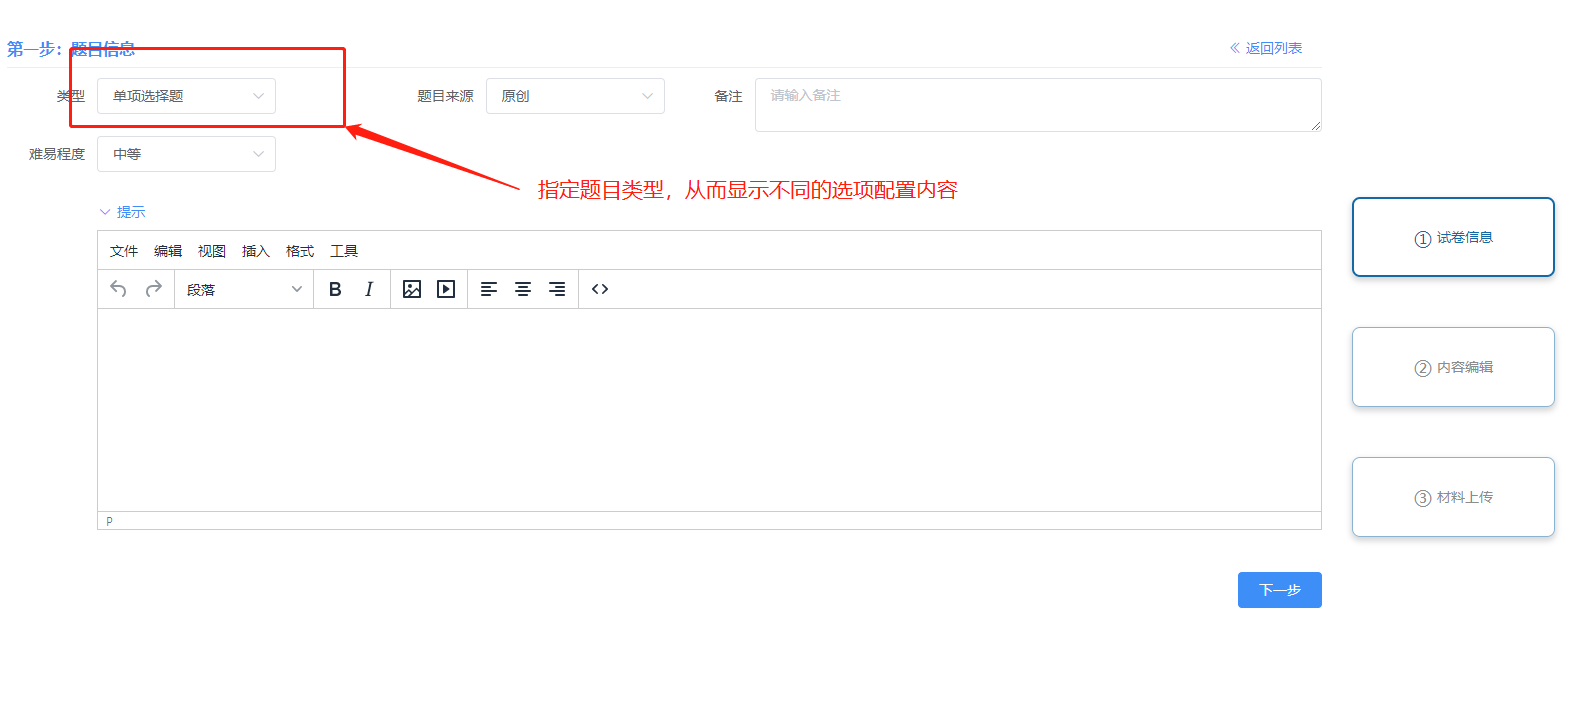 第一步：题目信息
《 返回列表
类型 单项选择题 题目来源 原创 备注 请输入备注
难易程度 中等
指定题目类型，从而显示不同的选项配置内容
提示
文件 编辑 视图 插入 格式 工具
段落 B I
P
① 试卷信息
② 内容编辑
③ 材料上传
下一步